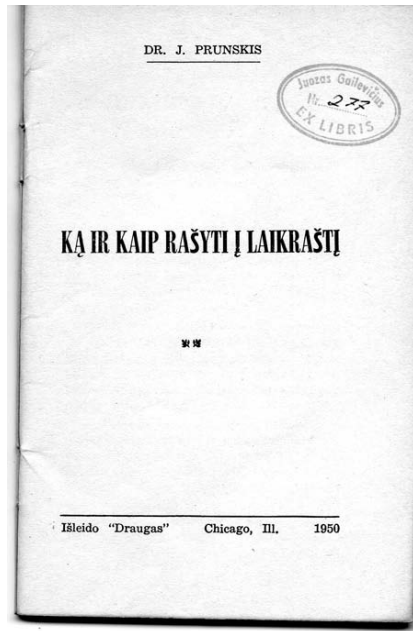 DR. J. PRUNSKIS
Juozas Gailevičius
Nr. 277
EX LIBRIS
KĄ IR KAIP RAŠYTI Į LAIKRAŠTĮ
Išleido "Draugas" Chicago, Ill. 1950